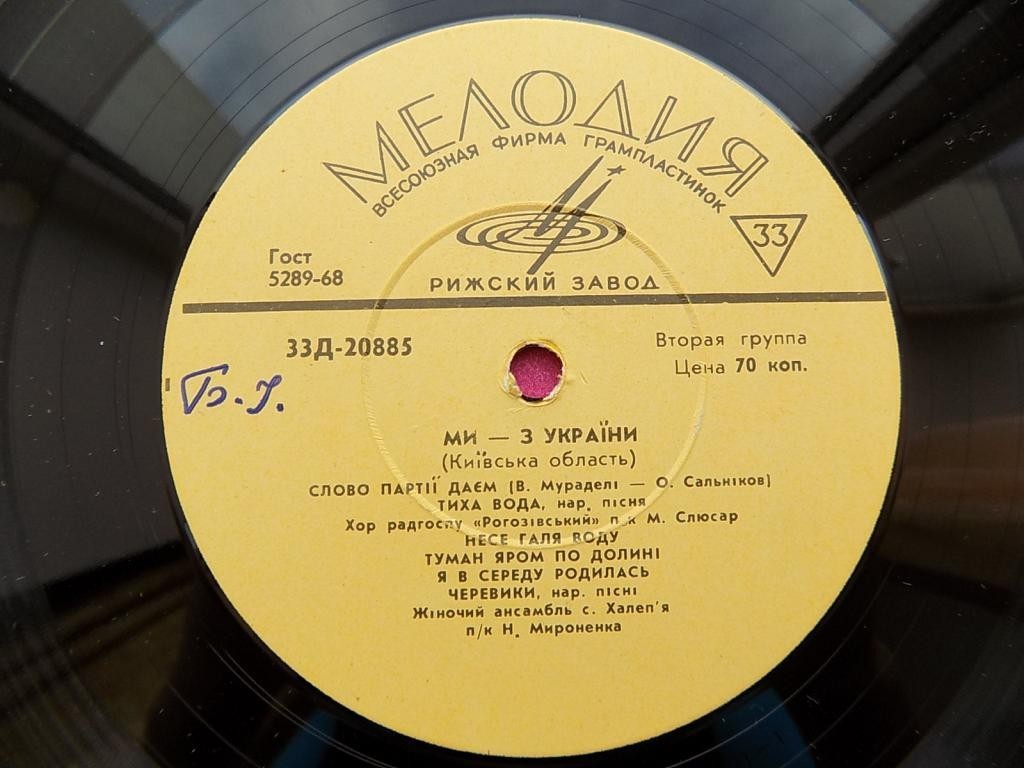 МЕЛОДИЯ
ВСЕСОЮЗНАЯ ФИРМА ГРАМПЛАСТИНОК
33
Гост
5289-68
РИЖСКИЙ ЗАВОД
33Д-20885
Вторая группа
Цена 70 коп.
Б. У.
МИ — З УКРАЇНИ
(Київська область)
СЛОВО ПАРТІЇ ДАЄМ (В. Мураделі — О. Сальніков)
ТИХА ВОДА, нар. пісня
Хор радгоспу «Рогозівський» п/к М. Слюсар
НЕСЕ ГАЛЯ ВОДУ
ТУМАН ЯРОМ ПО ДОЛИНІ
Я В СЕРЕДУ РОДИЛАСЬ
ЧЕРЕВИКИ, нар. пісні
Жіночий ансамбль с. Халеп'я
п/к Н. Мироненка